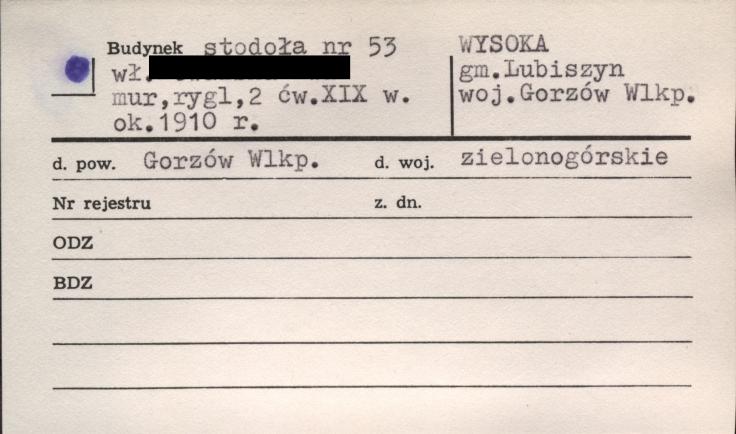 Budynek stodoła nr 53
wł.
mur,rygl,2 ćw.XIX w.
ok.1910 r.
WYSOKA
gm.Lubiszyn
woj.Gorzów Wlkp.
d. pow. Gorzów Wlkp. d. woj. zielonogórskie
Nr rejestru z. dn.
ODZ
BDZ